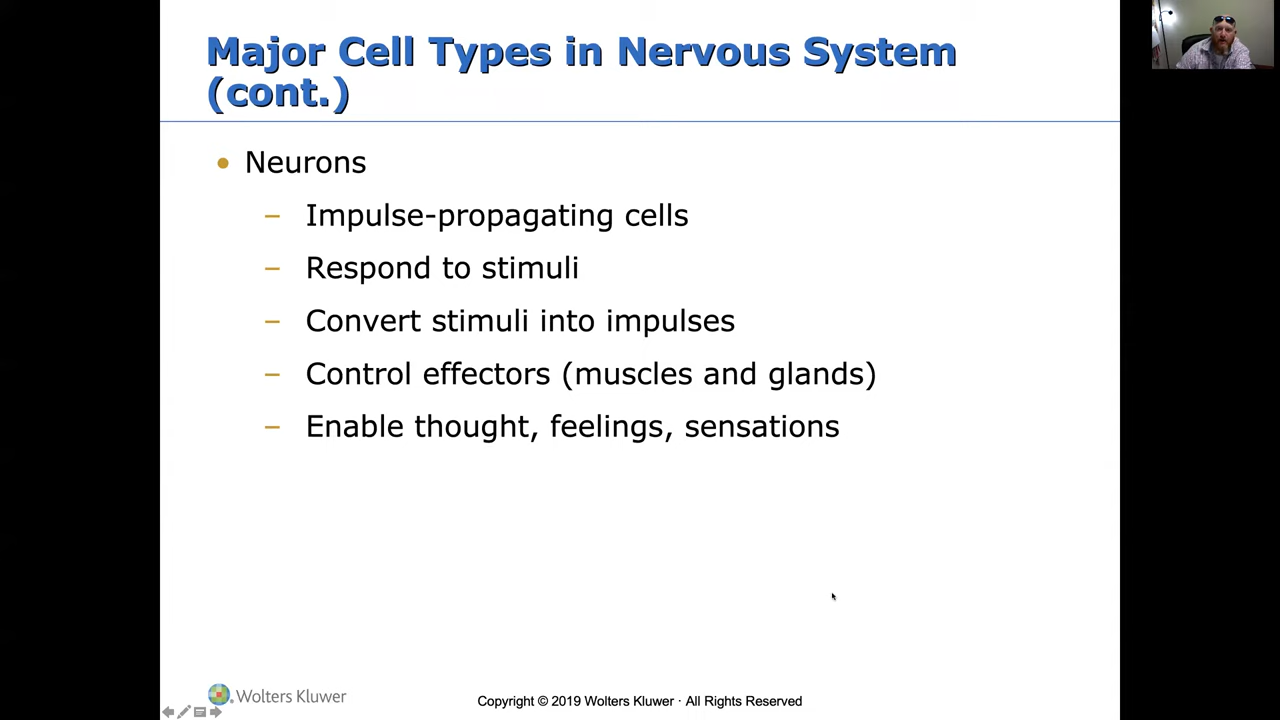 Major Cell Types in Nervous System
(cont.)
• Neurons
– Impulse-propagating cells
– Respond to stimuli
– Convert stimuli into impulses
– Control effectors (muscles and glands)
– Enable thought, feelings, sensations
Wolters Kluwer
Copyright © 2019 Wolters Kluwer · All Rights Reserved